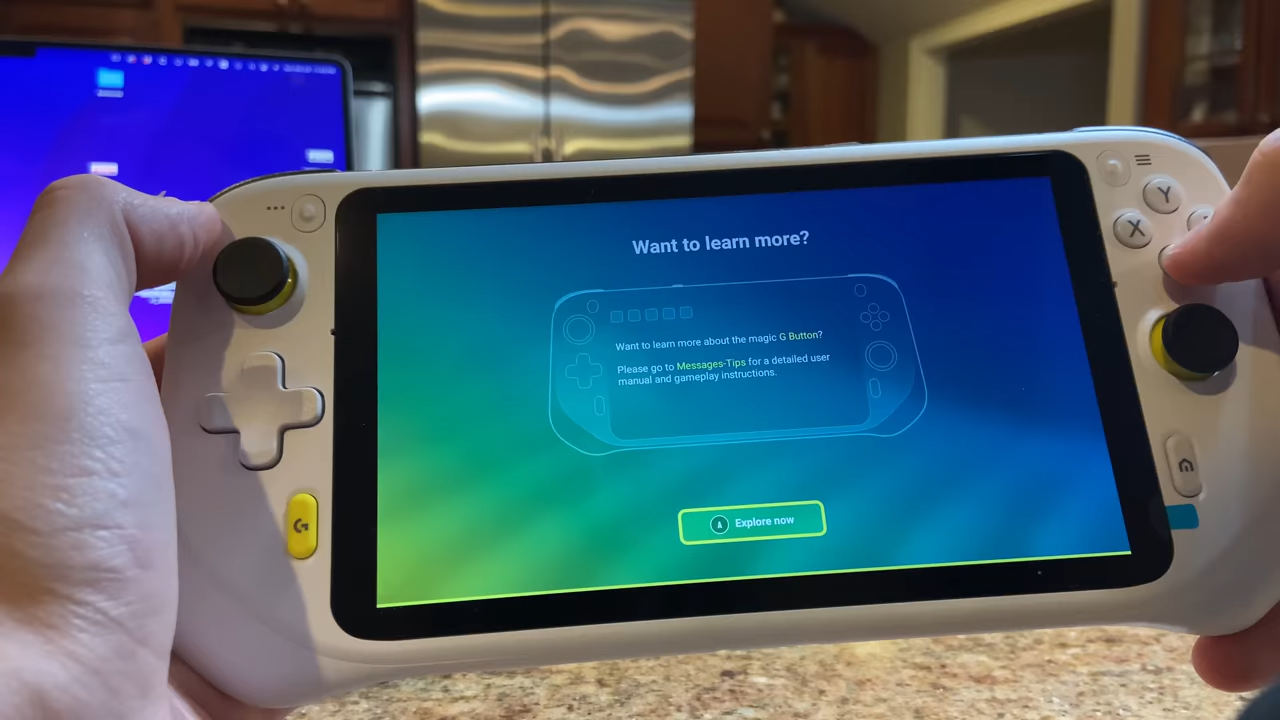 Want to learn more?
Want to learn more about the magic G Button?
Please go to Messages-Tips for a detailed user
manual and gameplay instructions.
A Explore now
Y
X
G